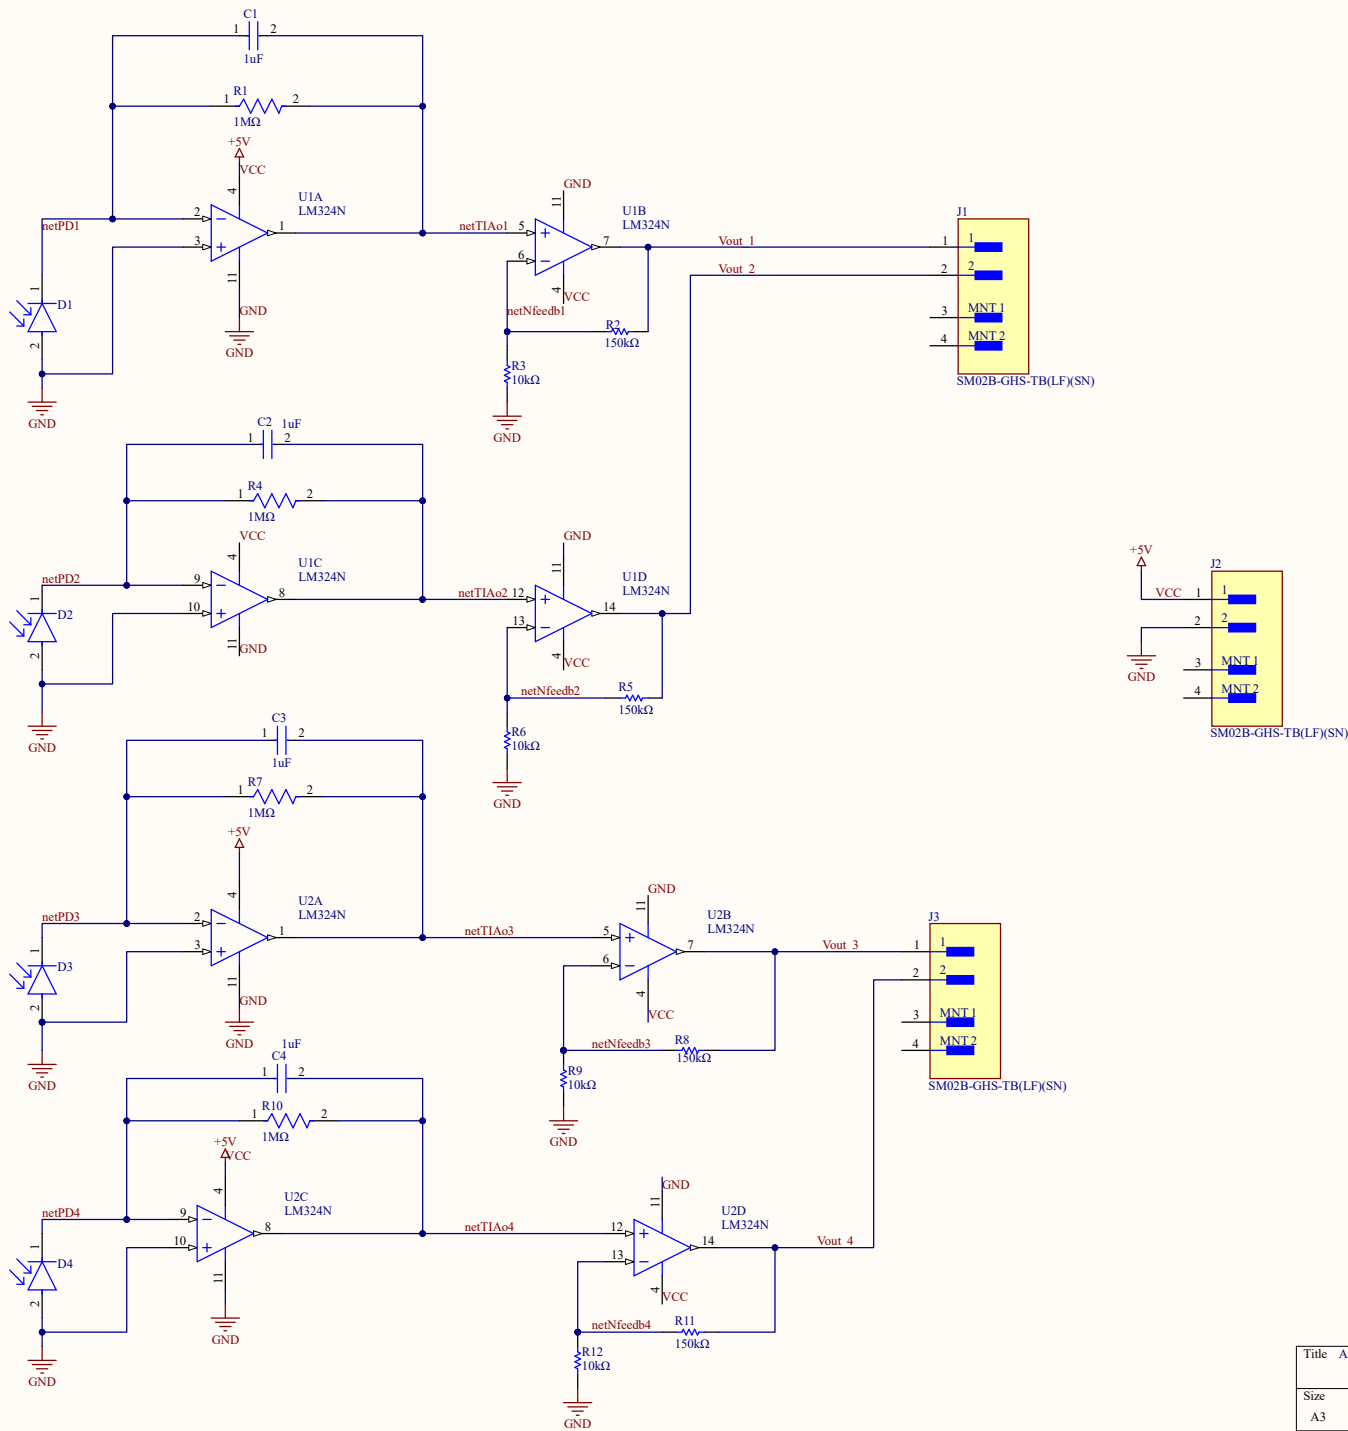 C1
1 2
1uF
R1
1 2
1MΩ
+5V
VCC
4
U1A
LM324N
netPD1
2
3
1
11
GND
GND
1
D1
2
GND
netTIAo1
GND
11
U1B
LM324N
5
6
7
4
VCC
netNfeedb1
R2
150kΩ
R3
10kΩ
GND
Vout_1
Vout_2
J1
1 1
2 2
3 MNT 1
4 MNT 2
SM02B-GHS-TB(LF)(SN)
C2 1uF
1 2
R4
1 2
1MΩ
VCC
4
U1C
LM324N
netPD2
9
10
8
11
GND
1
D2
2
GND
netTIAo2
GND
11
U1D
LM324N
12
13
14
4
VCC
netNfeedb2
R5
150kΩ
R6
10kΩ
GND
+5V
J2
VCC 1 1
2 2
GND
3 MNT 1
4 MNT 2
SM02B-GHS-TB(LF)(SN)
C3
1 2
1uF
R7
1 2
1MΩ
+5V
4
U2A
LM324N
netPD3
2
3
1
11
GND
GND
1
D3
2
GND
netTIAo3
GND
11
U2B
LM324N
5
6
7
4
VCC
netNfeedb3
R8
150kΩ
R9
10kΩ
GND
Vout_3
J3
1 1
2 2
3 MNT 1
4 MNT 2
SM02B-GHS-TB(LF)(SN)
1uF
C4
1 2
R10
1 2
1MΩ
+5V
VCC
4
U2C
LM324N
netPD4
9
10
8
11
GND
1
D4
2
GND
netTIAo4
GND
11
U2D
LM324N
12
13
14
4
VCC
Vout_4
netNfeedb4
R11
150kΩ
R12
10kΩ
GND
Title A
Size
A3